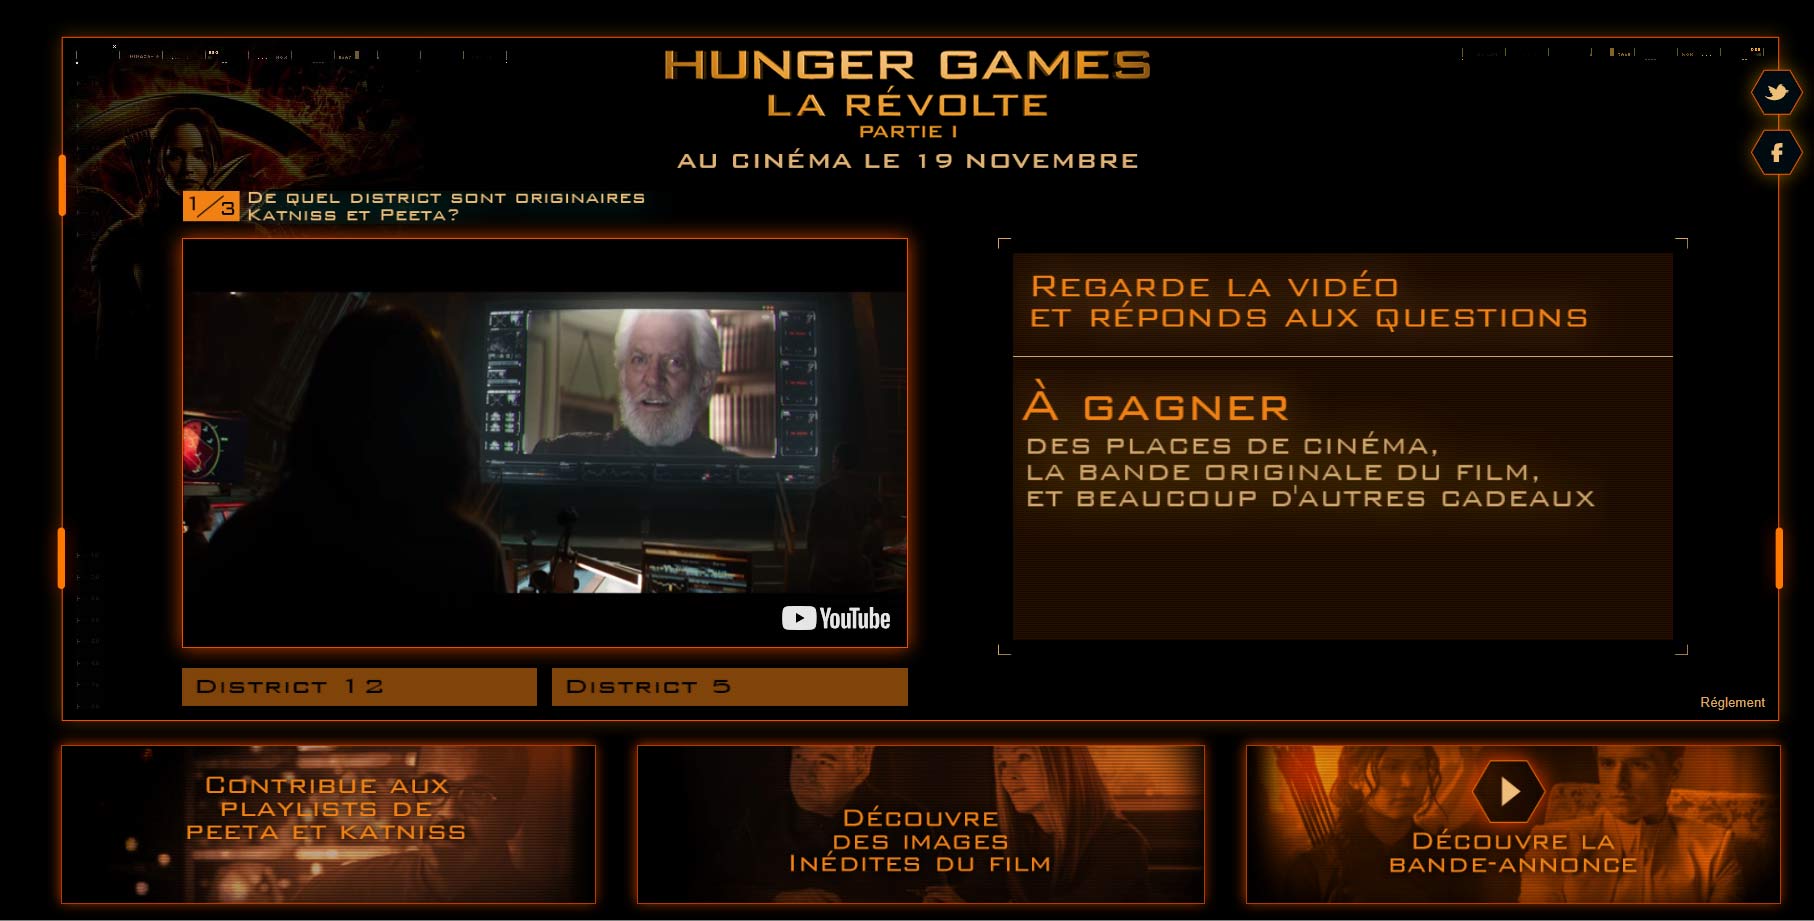 HUNGER GAMES
LA RÉVOLTE
PARTIE I
AU CINÉMA LE 19 NOVEMBRE
1/3
DE QUEL DISTRICT SONT ORIGINAIRES
KATNISS ET PEETA?
REGARDE LA VIDÉO
ET RÉPONDS AUX QUESTIONS
À GAGNER
DES PLACES DE CINÉMA,
LA BANDE ORIGINALE DU FILM,
ET BEAUCOUP D'AUTRES CADEAUX
YouTube
DISTRICT 12
DISTRICT 5
Réglement
CONTRIBUE AUX
PLAYLISTS DE
PEETA ET KATNISS
DÉCOUVRE
DES IMAGES
INÉDITES DU FILM
DÉCOUVRE LA
BANDE-ANNONCE